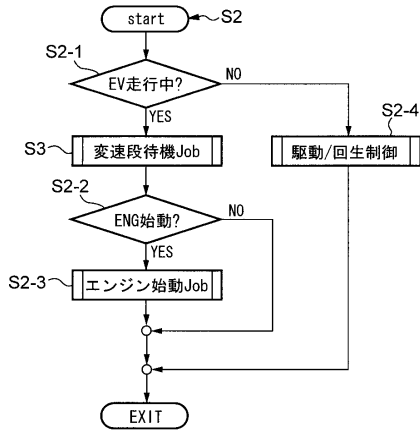 start
S2
S2-1
EV走行中?
NO
YES
S2-4
S3
変速段待機Job
駆動/回生制御
S2-2
ENG始動?
NO
YES
S2-3
エンジン始動Job
EXIT